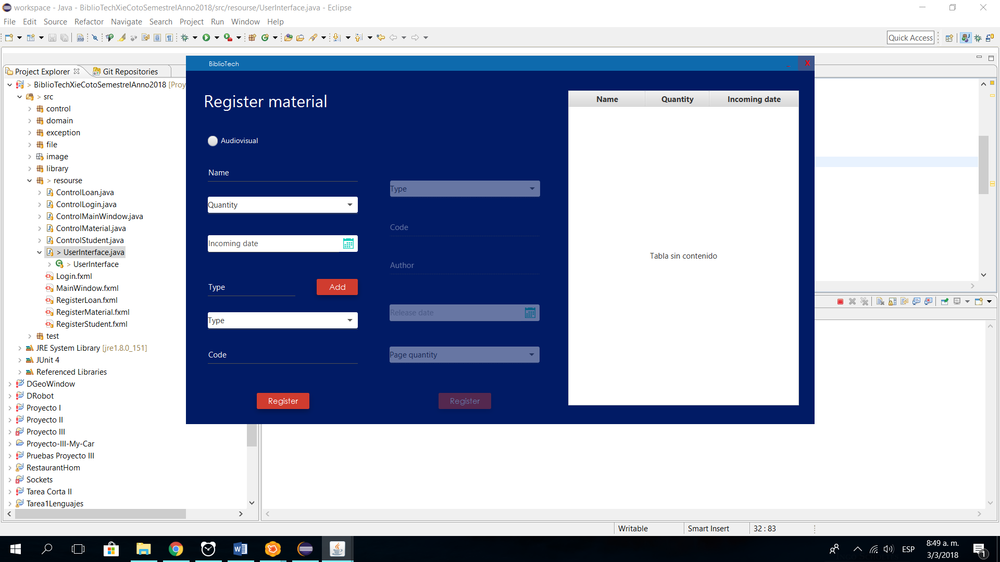 workspace - Java - BiblioTechXieCotoSemestreIAnno2018/src/resourse/UserInterface.java - Eclipse
File Edit Source Refactor Navigate Search Project Run Window Help
Quick Access
Project Explorer
Git Repositories
> BiblioTechXieCotoSemestreIAnno2018 [Proy
> src
control
domain
exception
file
image
library
> resourse
ControlLoan.java
ControlLogin.java
ControlMainWindow.java
ControlMaterial.java
ControlStudent.java
> UserInterface.java
> UserInterface
Login.fxml
MainWindow.fxml
RegisterLoan.fxml
RegisterMaterial.fxml
RegisterStudent.fxml
test
JRE System Library [jre1.8.0_151]
JUnit 4
Referenced Libraries
DGeoWindow
DRobot
Proyecto I
Proyecto II
Proyecto III
Proyecto-III-My-Car
Pruebas Proyecto III
RestaurantHom
Sockets
Tarea Corta II
Tarea1Lenguajes
BiblioTech
X
Register material
Audiovisual
Name
Quantity
Incoming date
Type
Add
Type
Code
Register
Type
Code
Author
Release date
Page quantity
Register
Name Quantity Incoming date
Tabla sin contenido
Writable
Smart Insert
32 : 83
ESP
8:49 a. m.
3/3/2018
1